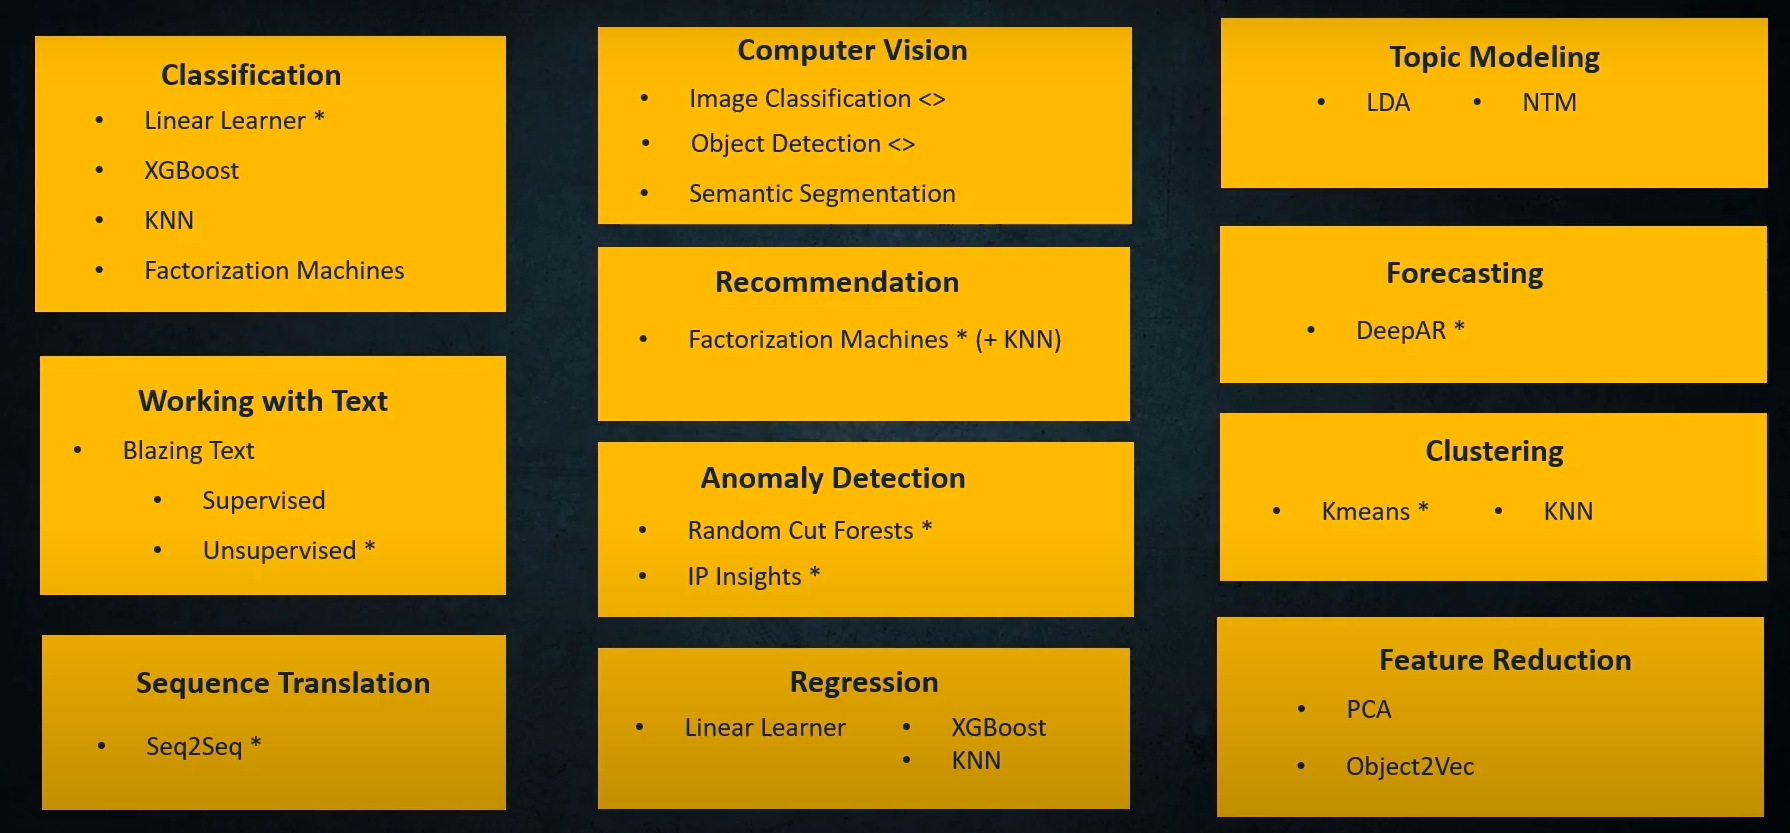 Classification
• Linear Learner *
• XGBoost
• KNN
• Factorization Machines
Working with Text
• Blazing Text
• Supervised
• Unsupervised *
Sequence Translation
• Seq2Seq *
Computer Vision
• Image Classification <>
• Object Detection <>
• Semantic Segmentation
Recommendation
• Factorization Machines * (+ KNN)
Anomaly Detection
• Random Cut Forests *
• IP Insights *
Regression
• Linear Learner • XGBoost
• KNN
Topic Modeling
• LDA • NTM
Forecasting
• DeepAR *
Clustering
• Kmeans * • KNN
Feature Reduction
• PCA
• Object2Vec